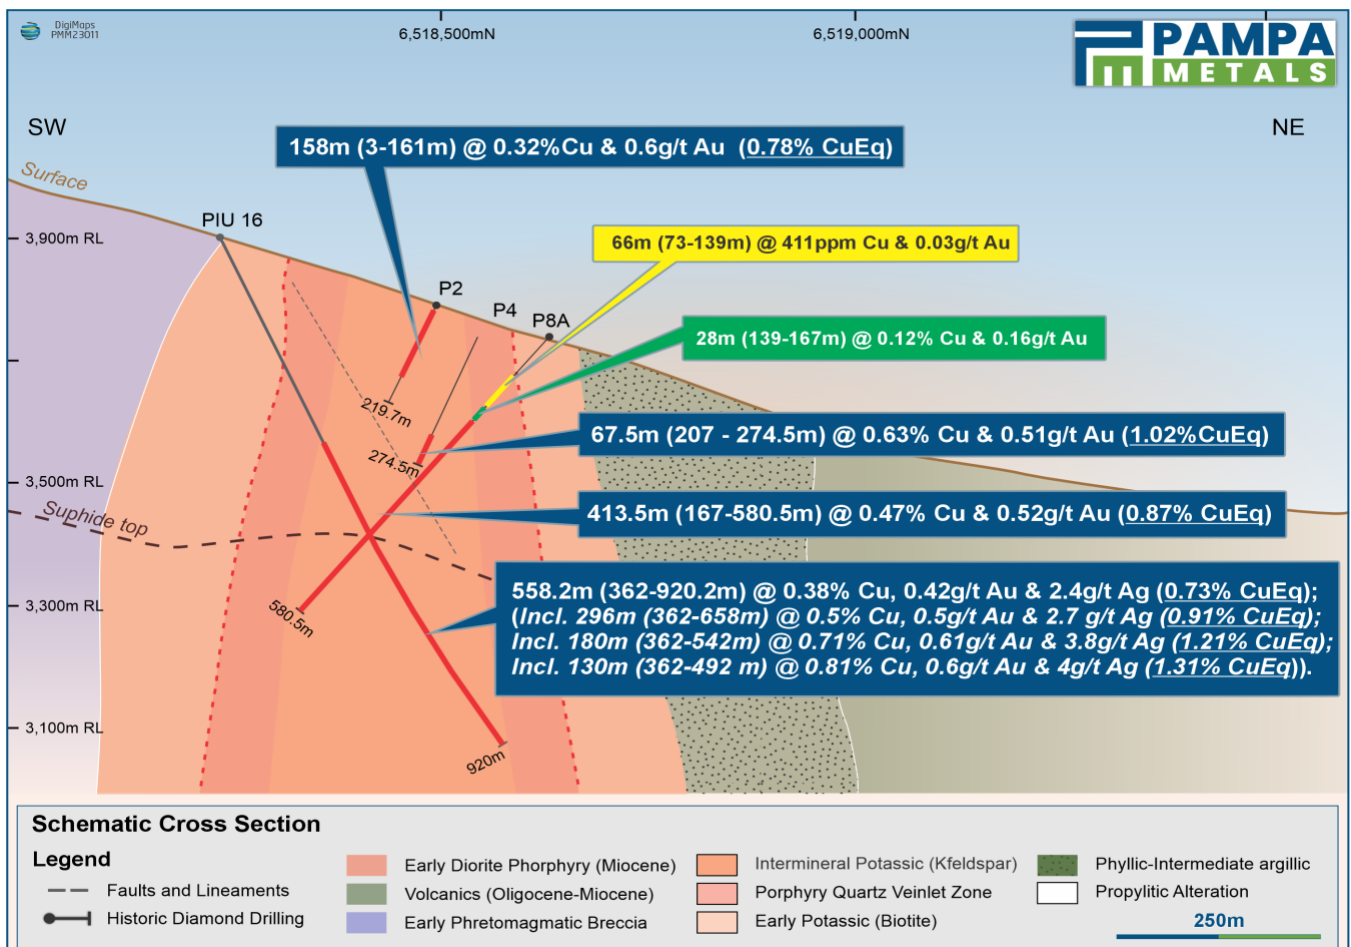 DigiMaps
PMM23011
6,518,500mN
6,519,000mN
PAMPA
METALS
SW
NE
158m (3-161m) @ 0.32%Cu & 0.6g/t Au (0.78% CuEq)
Surface
PIU 16
3,900m RL
66m (73-139m) @ 411ppm Cu & 0.03g/t Au
P2
P4
P8A
28m (139-167m) @ 0.12% Cu & 0.16g/t Au
219.7m
67.5m (207 - 274.5m) @ 0.63% Cu & 0.51g/t Au (1.02%CuEq)
274.5m
3,500m RL
Suphide top
413.5m (167-580.5m) @ 0.47% Cu & 0.52g/t Au (0.87% CuEq)
3,300m RL
580.5m
558.2m (362-920.2m) @ 0.38% Cu, 0.42g/t Au & 2.4g/t Ag (0.73% CuEq);
(Incl. 296m (362-658m) @ 0.5% Cu, 0.5g/t Au & 2.7 g/t Ag (0.91% CuEq);
Incl. 180m (362-542m) @ 0.71% Cu, 0.61g/t Au & 3.8g/t Ag (1.21% CuEq);
Incl. 130m (362-492 m) @ 0.81% Cu, 0.6g/t Au & 4g/t Ag (1.31% CuEq)).
3,100m RL
920m
Schematic Cross Section
Legend
Faults and Lineaments
Historic Diamond Drilling
Early Diorite Phorphyry (Miocene)
Volcanics (Oligocene-Miocene)
Early Phretomagmatic Breccia
Intermineral Potassic (Kfeldspar)
Porphyry Quartz Veinlet Zone
Early Potassic (Biotite)
Phyllic-Intermediate argillic
Propylitic Alteration
250m